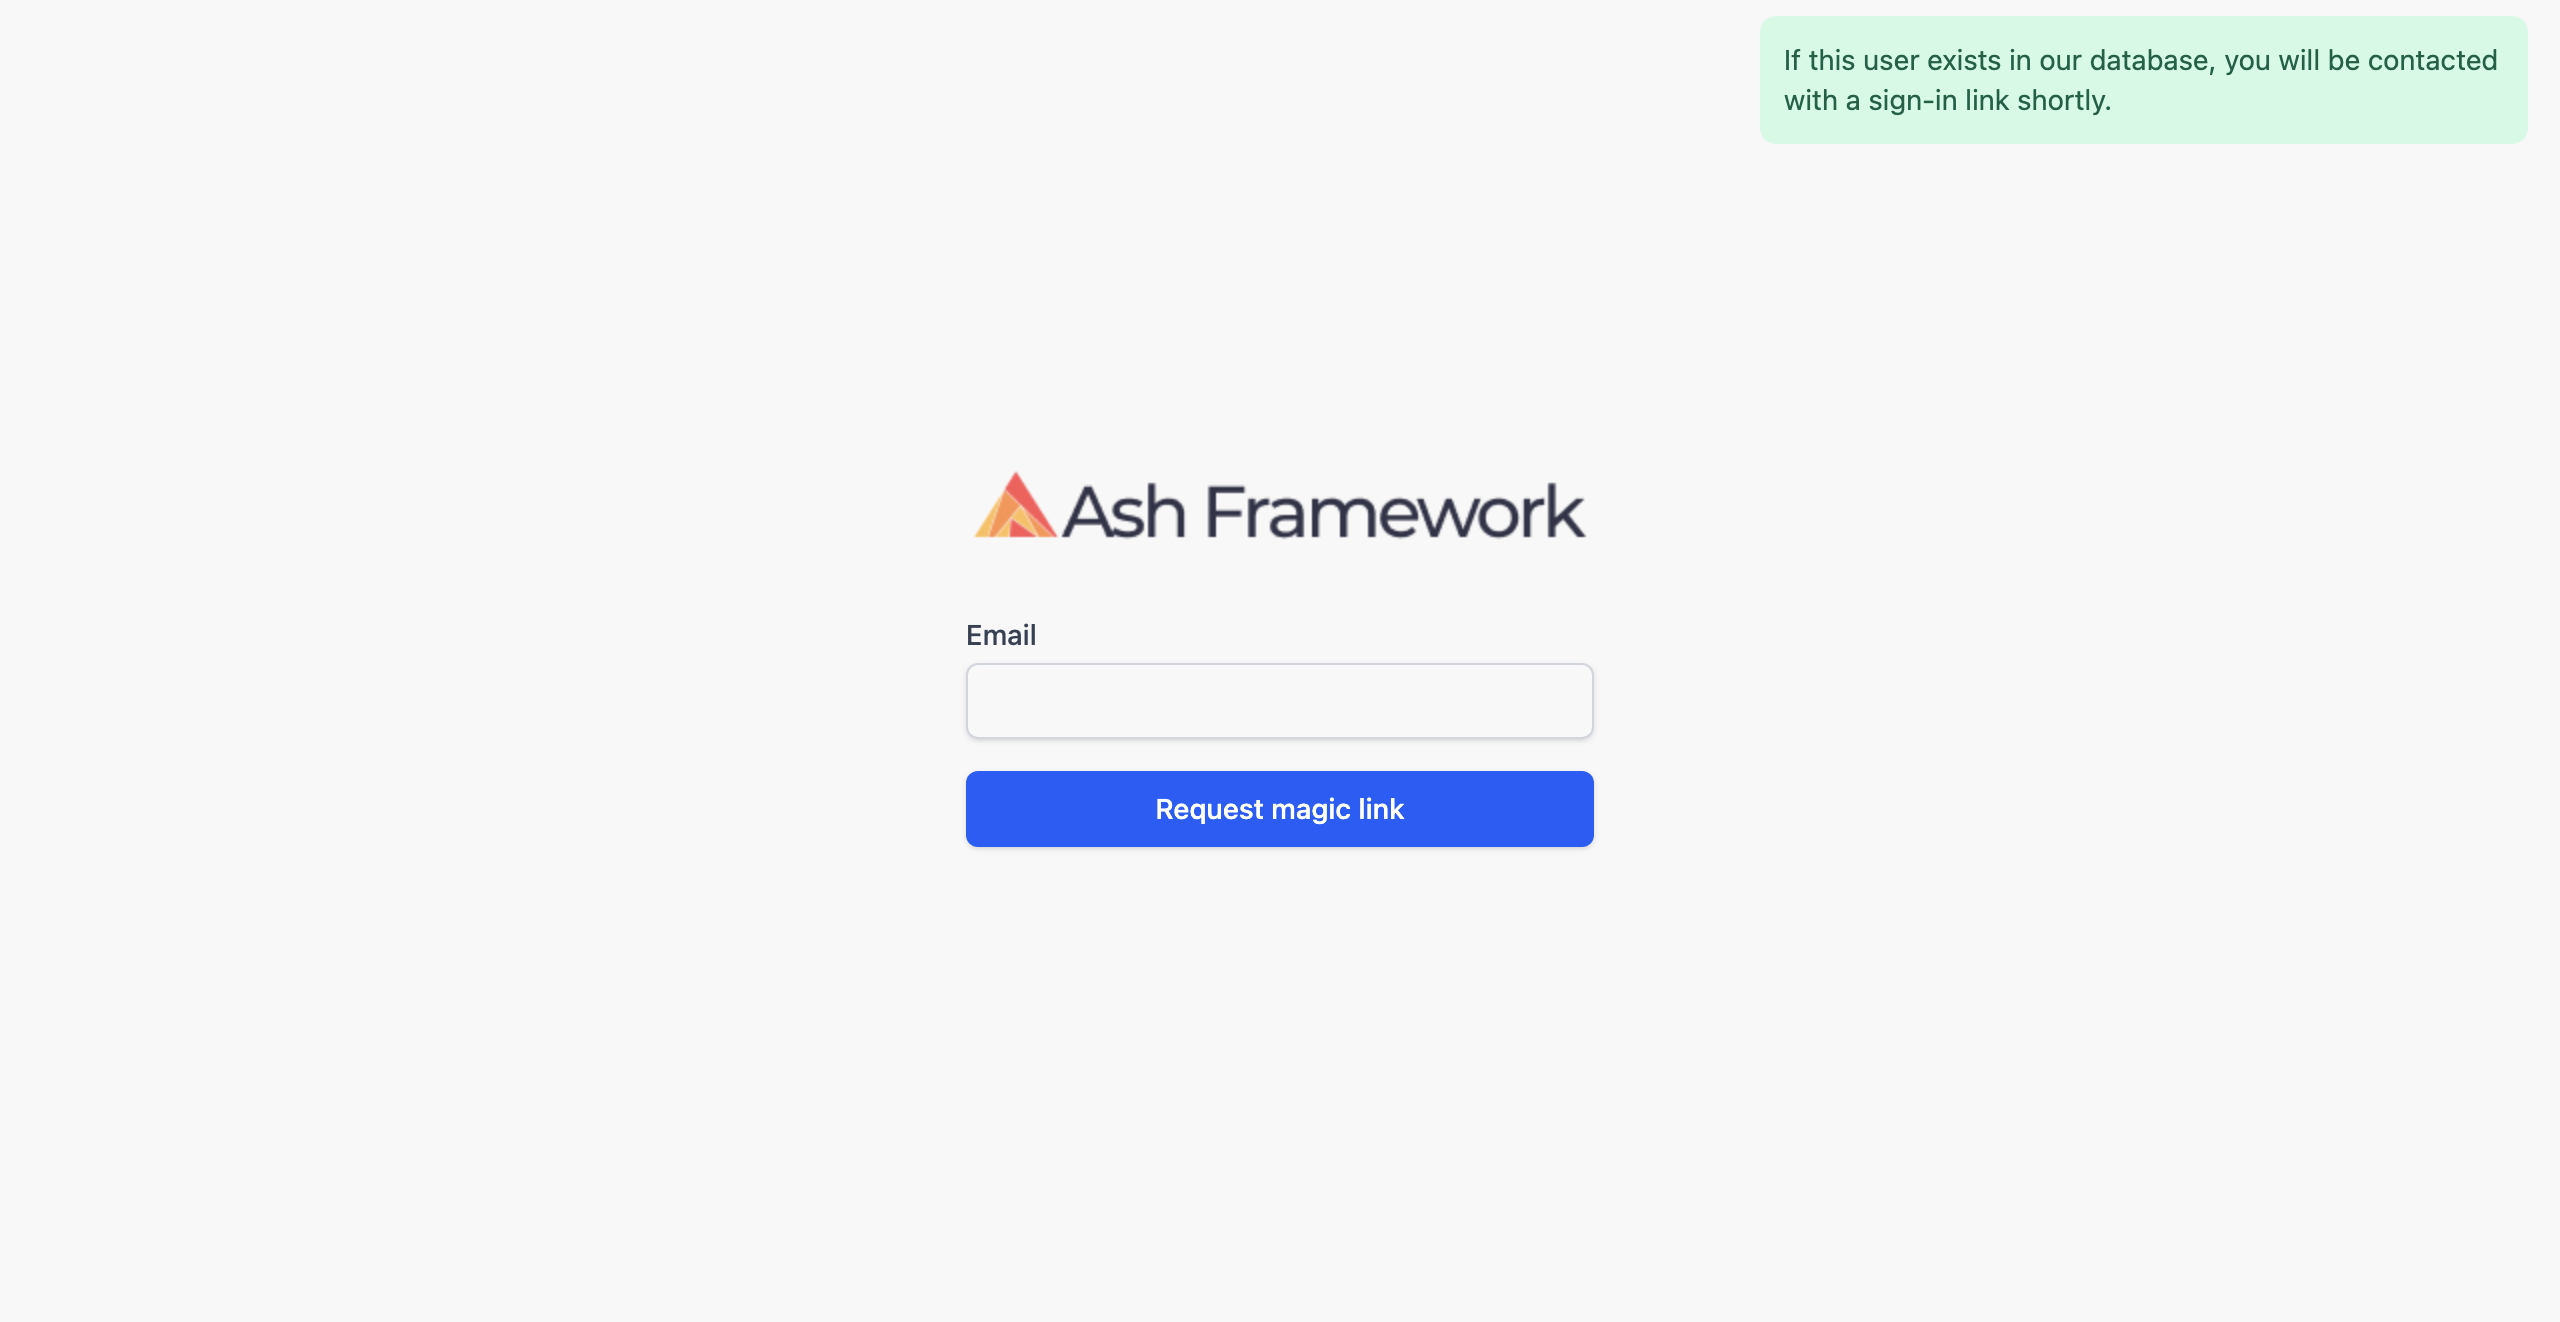 If this user exists in our database, you will be contacted
with a sign-in link shortly.
Ash Framework
Email
Request magic link